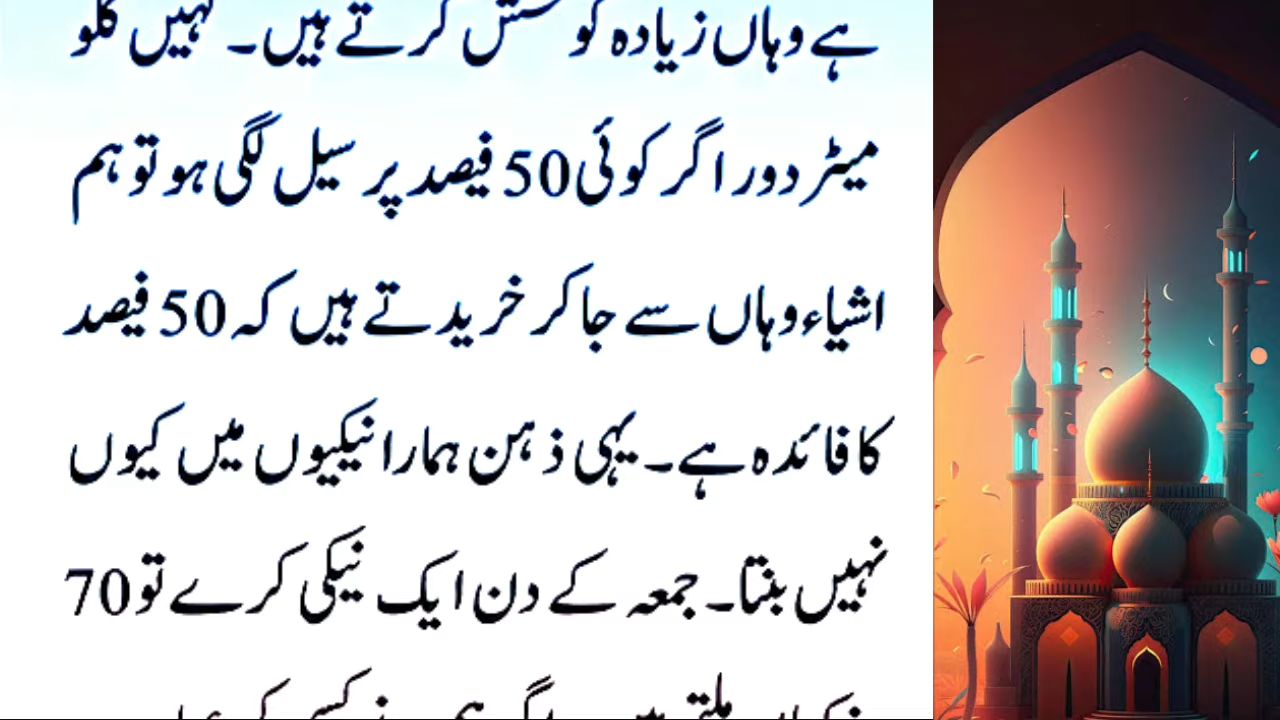 ہے وہاں زیادہ کوشش کرتے ہیں۔ کہیں کلو
میٹر دور اگر کوئی 50 فیصد پر سیل لگی ہو تو ہم
اشیاء وہاں سے جا کر خریدتے ہیں کہ 50 فیصد
کا فائدہ ہے۔ یہی ذہن ہمارا نیکیوں میں کیوں
نہیں بنتا۔ جمعہ کے دن ایک نیکی کرے تو 70